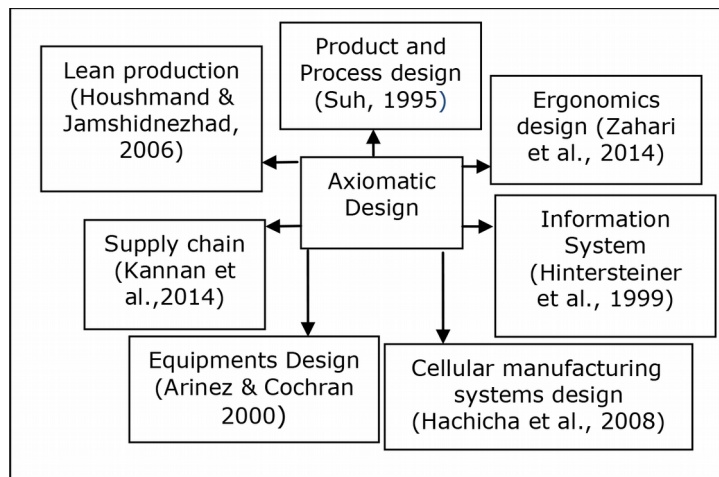 Product and
Process design
(Suh, 1995)
Lean production
(Houshmand &
Jamshidnezhad,
2006)
Ergonomics
design (Zahari
et al., 2014)
Axiomatic
Design
Supply chain
(Kannan et
al.,2014)
Information
System
(Hintersteiner
et al., 1999)
Equipments Design
(Arinez & Cochran
2000)
Cellular manufacturing
systems design
(Hachicha et al., 2008)